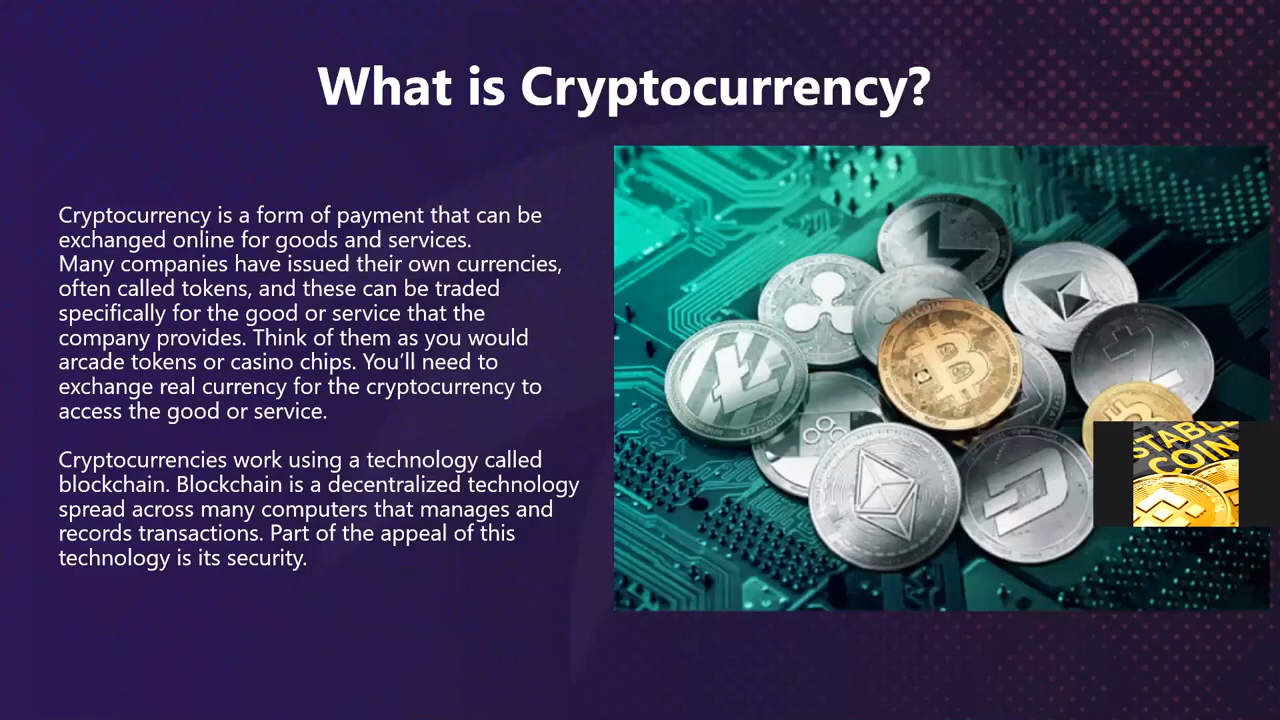 What is Cryptocurrency?
Cryptocurrency is a form of payment that can be
exchanged online for goods and services.
Many companies have issued their own currencies,
often called tokens, and these can be traded
specifically for the good or service that the
company provides. Think of them as you would
arcade tokens or casino chips. You’ll need to
exchange real currency for the cryptocurrency to
access the good or service.
Cryptocurrencies work using a technology called
blockchain. Blockchain is a decentralized technology
spread across many computers that manages and
records transactions. Part of the appeal of this
technology is its security.
STABLE
COIN